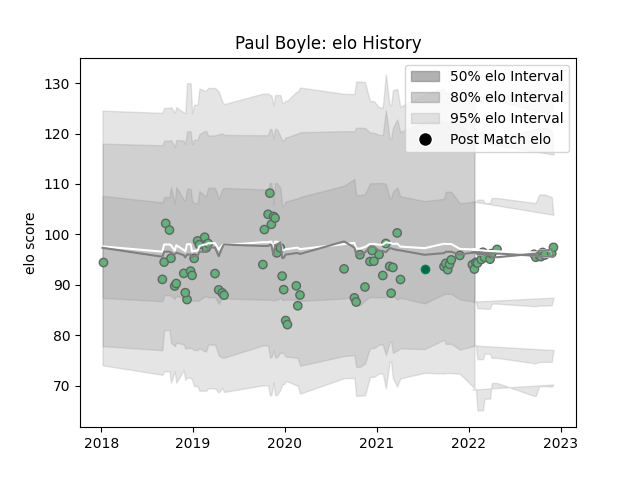 Paul Boyle: elo History
50% elo Interval
80% elo Interval
95% elo Interval
Post Match elo
elo score
130
120
110
100
90
80
70
2018 2019 2020 2021 2022 2023